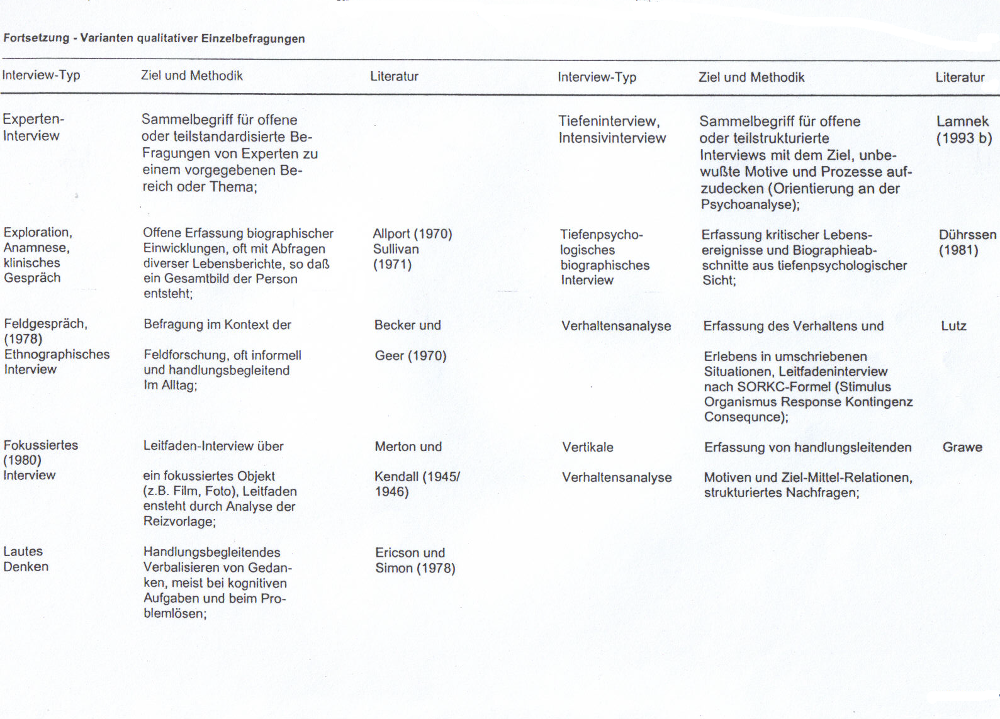 Fortsetzung - Varianten qualitativer Einzelbefragungen
Interview-Typ Ziel und Methodik Literatur Interview-Typ Ziel und Methodik Literatur
Experten-
Interview
Sammelbegriff für offene
oder teilstandardisierte Be-
Fragungen von Experten zu
einem vorgegebenen Be-
reich oder Thema;
Tiefeninterview,
Intensivinterview
Sammelbegriff für offene
oder teilstrukturierte
Interviews mit dem Ziel, unbe-
wußte Motive und Prozesse auf-
zudecken (Orientierung an der
Psychoanalyse);
Lamnek
(1993 b)
Exploration,
Anamnese,
klinisches
Gespräch
Offene Erfassung biographischer
Einwicklungen, oft mit Abfragen
diverser Lebensberichte, so daß
ein Gesamtbild der Person
entsteht;
Allport (1970)
Sullivan
(1971)
Tiefenpsycho-
logisches
biographisches
Interview
Erfassung kritischer Lebens-
ereignisse und Biographieab-
schnitte aus tiefenpsychologischer
Sicht;
Dührssen
(1981)
Feldgespräch,
(1978)
Ethnographisches
Interview
Befragung im Kontext der
Feldforschung, oft informell
und handlungsbegleitend
Im Alltag;
Becker und
Geer (1970)
Verhaltensanalyse
Erfassung des Verhaltens und
Erlebens in umschriebenen
Situationen, Leitfadeninterview
nach SORKC-Formel (Stimulus
Organismus Response Kontingenz
Consequnce);
Lutz
Fokussiertes
(1980)
Interview
Leitfaden-Interview über
ein fokussiertes Objekt
(z.B. Film, Foto), Leitfaden
ensteht durch Analyse der
Reizvorlage;
Merton und
Kendall (1945/
1946)
Vertikale
Verhaltensanalyse
Erfassung von handlungsleitenden
Motiven und Ziel-Mittel-Relationen,
strukturiertes Nachfragen;
Grawe
Lautes
Denken
Handlungsbegleitendes
Verbalisieren von Gedan-
ken, meist bei kognitiven
Aufgaben und beim Pro-
blemlösen;
Ericson und
Simon (1978)